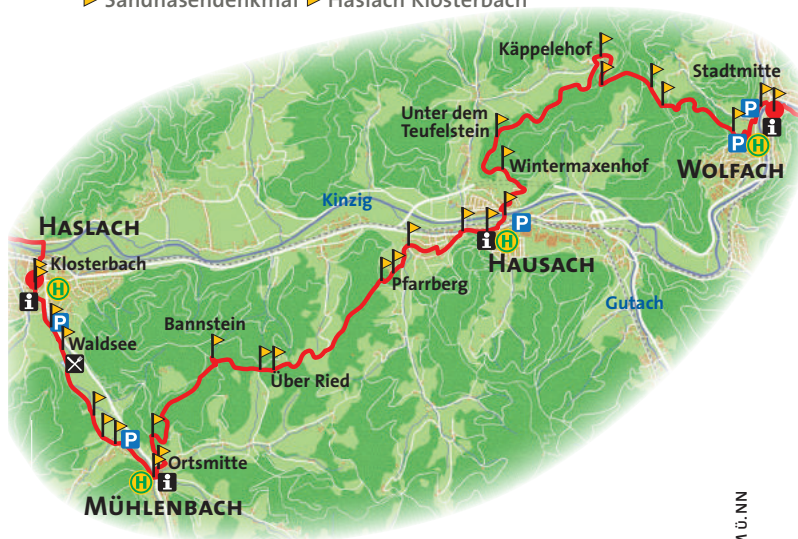 Sandhasendenkmal Haslach Klosterbach
Käppelehof
Stadtmitte
Unter dem
Teufelstein
P
i
P
H
Wintermaxenhof
WOLFACH
Kinzig
P
HASLACH
i
H
HAUSACH
Klosterbach
H
i
Pfarrberg
Gutach
Bannstein
P
Waldsee
Über Ried
P
Ortsmitte
H
i
MÜHLENBACH
M Ü. NN